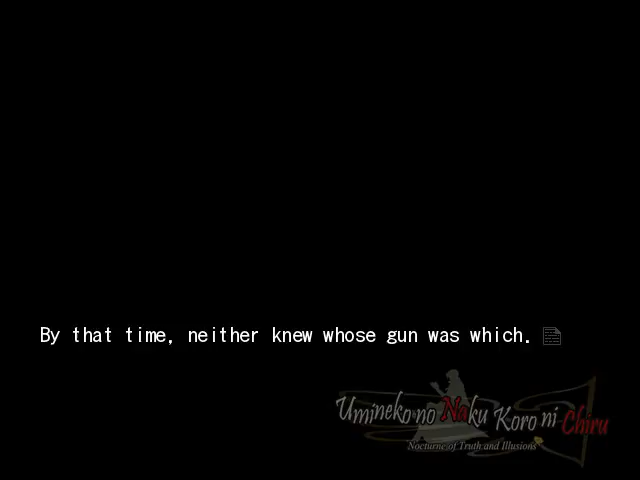 By that time, neither knew whose gun was which.
Umineko no Naku Koro ni Chiru
Nocturne of Truth and Illusions